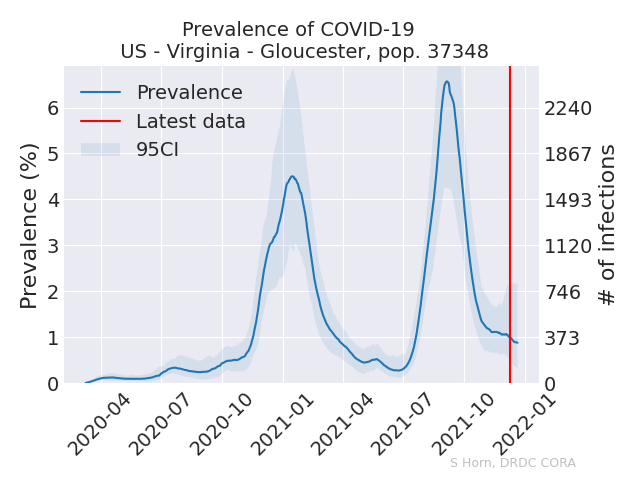 Prevalence of COVID-19
US - Virginia - Gloucester, pop. 37348
Prevalence
Latest data
95CI
Prevalence (%)
6
5
4
3
2
1
0
2240
1867
1493
1120
746
373
0
# of infections
2020-04
2020-07
2020-10
2021-01
2021-04
2021-07
2021-10
2022-01
S Horn, DRDC CORA